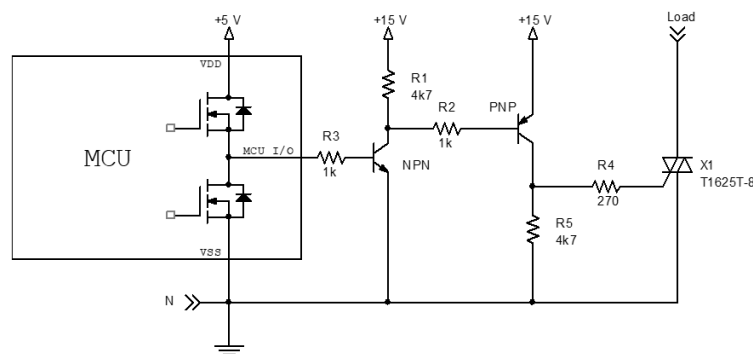 +5 V
+15 V
+15 V
Load
VDD
R1
4k7
R2
1k
PNP
MCU
MCU I/O
R3
1k
NPN
R4
270
X1
T1625T-8
R5
4k7
VSS
N